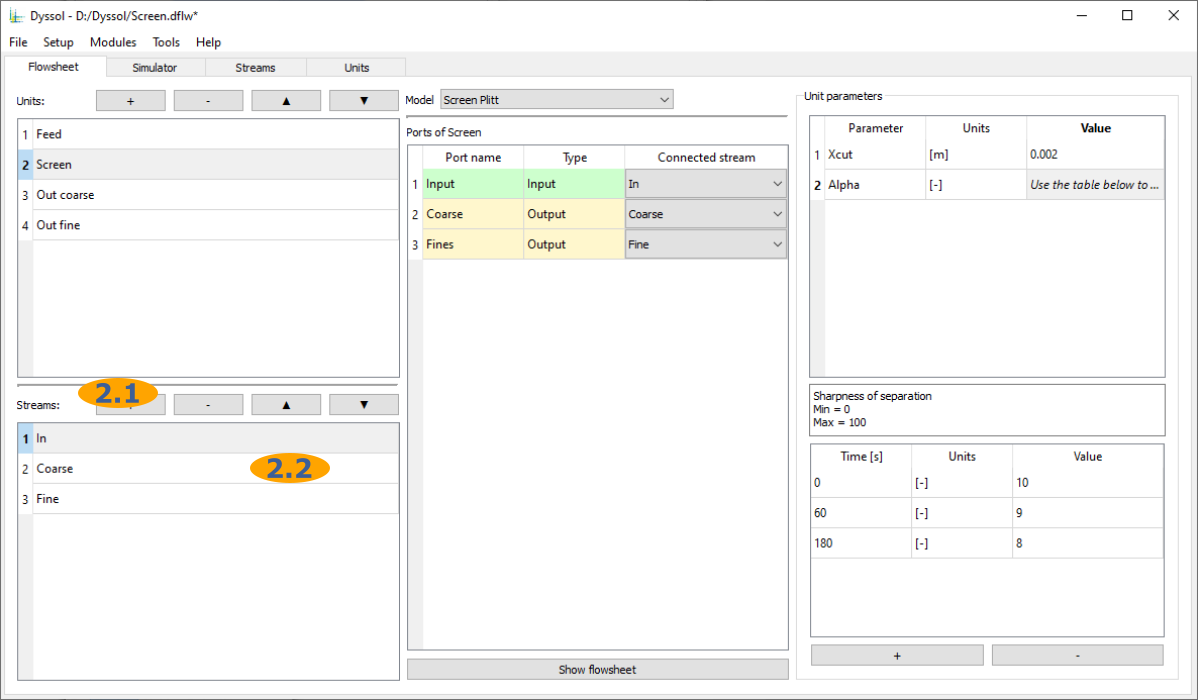 Dyssol - D:/Dyssol/Screen.dflw*
File Setup Modules Tools Help
Flowsheet Simulator Streams Units
Units: + - ▲ ▼
1 Feed
2 Screen
3 Out coarse
4 Out fine
2.1
Streams: + - ▲ ▼
1 In
2 Coarse
2.2
3 Fine
Model Screen Plitt
Ports of Screen
Port name Type Connected stream
1 Input Input In
2 Coarse Output Coarse
3 Fines Output Fine
Show flowsheet
Unit parameters
Parameter Units Value
1 Xcut [m] 0.002
2 Alpha [-] Use the table below to ...
Sharpness of separation
Min = 0
Max = 100
Time [s] Units Value
0 [-] 10
60 [-] 9
180 [-] 8
+ -